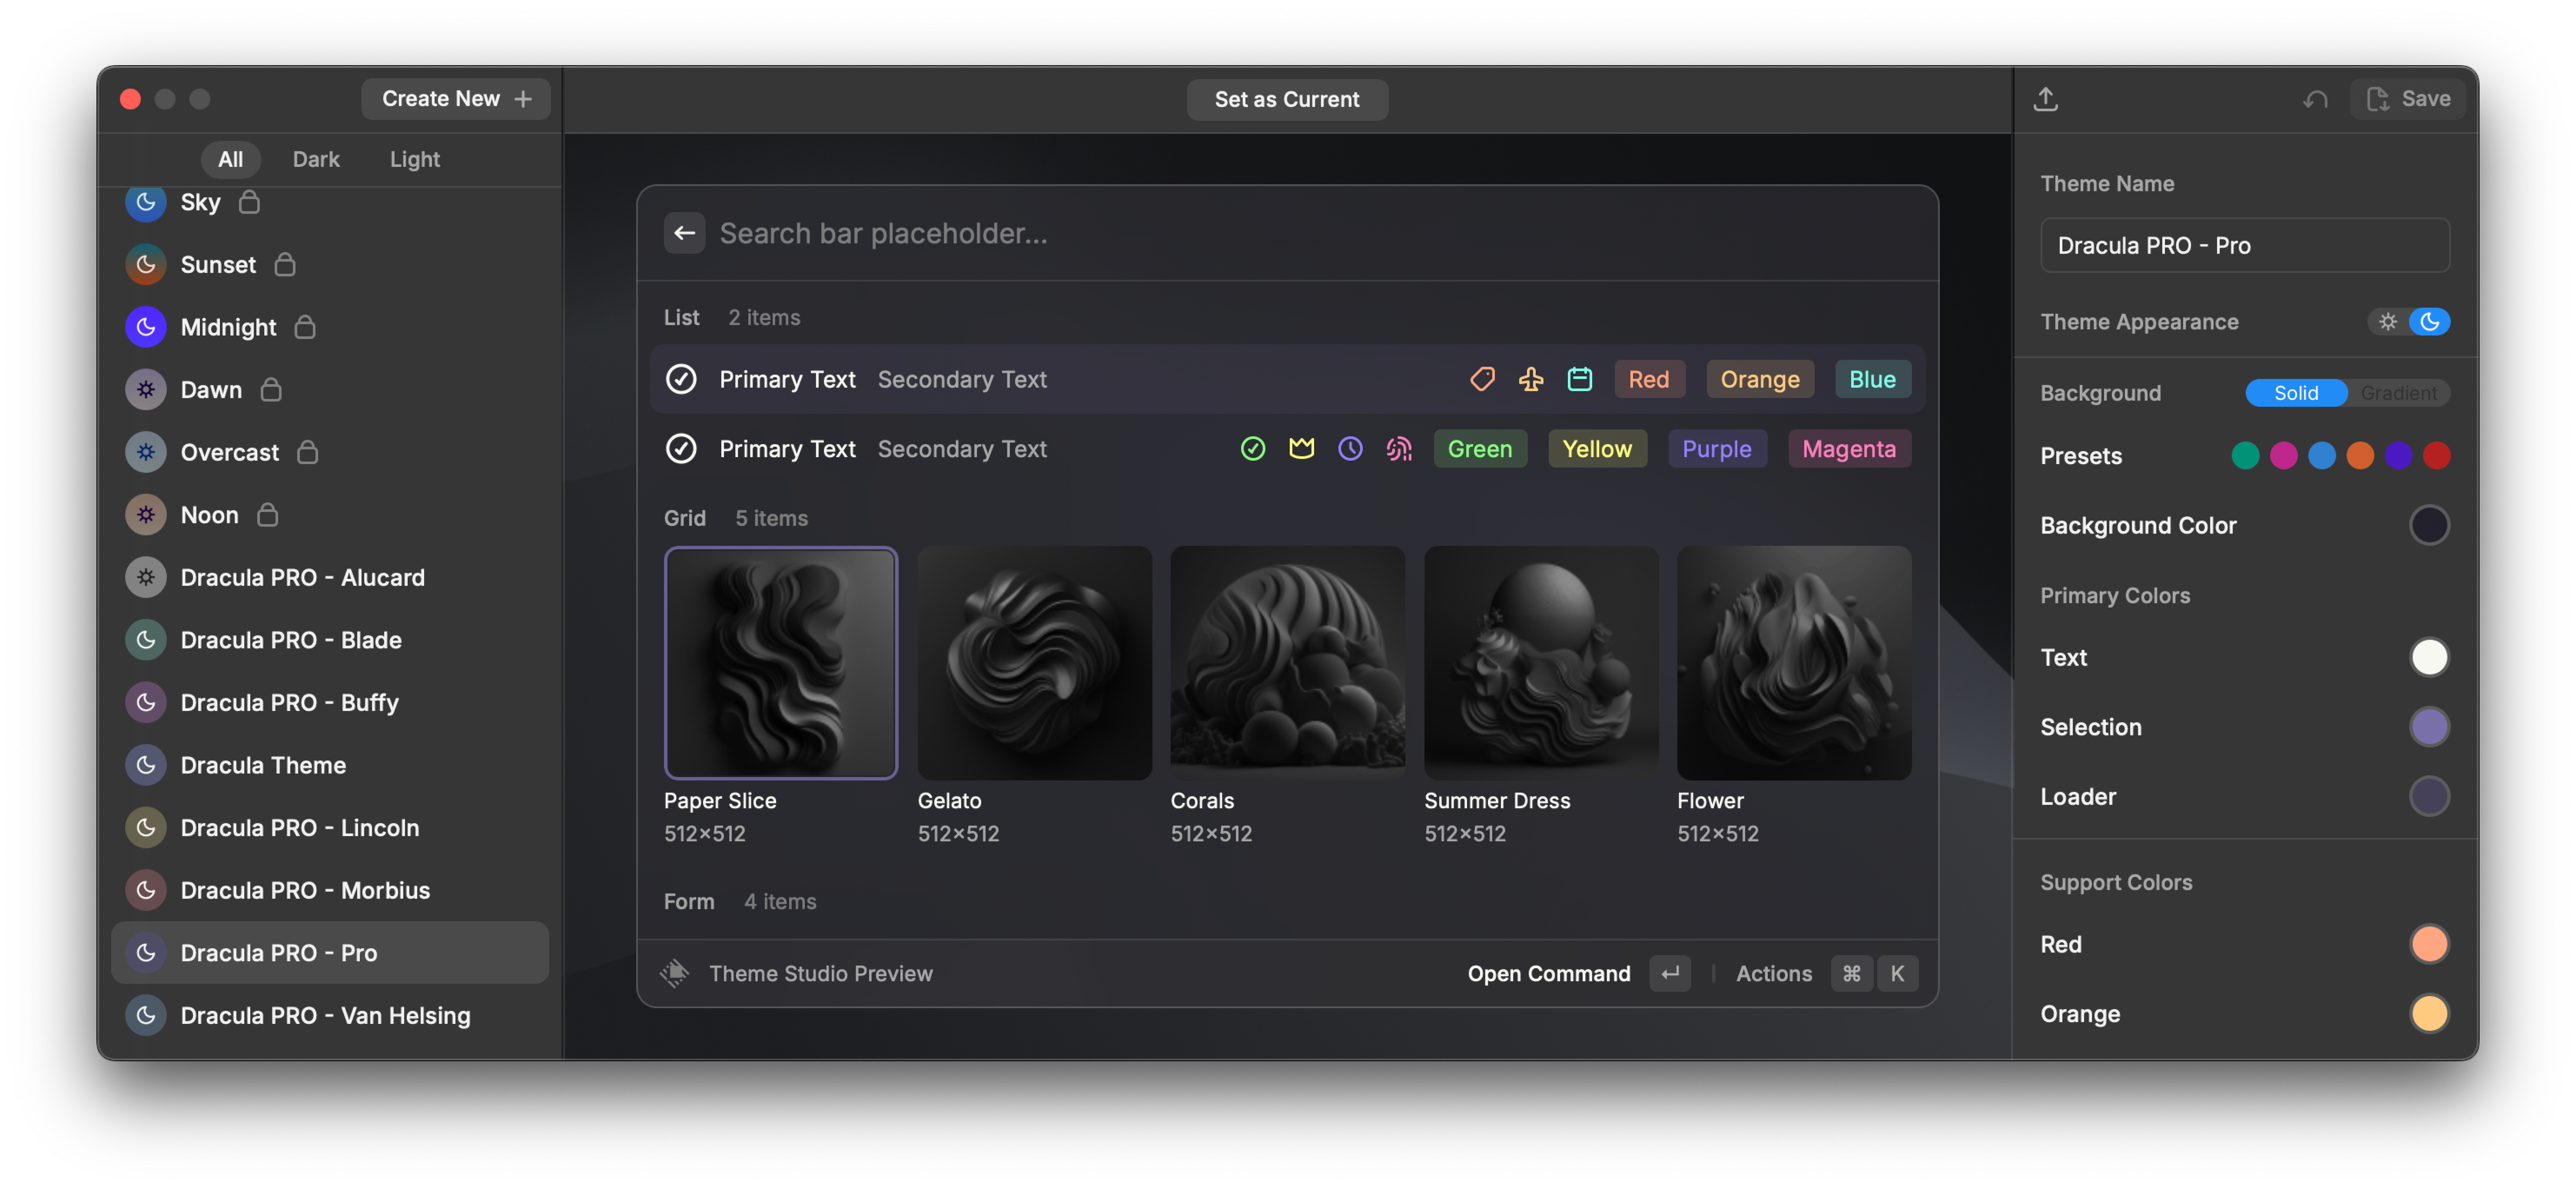 Create New
Set as Current
Save
All Dark Light
Sky
Sunset
Midnight
Dawn
Overcast
Noon
Dracula PRO - Alucard
Dracula PRO - Blade
Dracula PRO - Buffy
Dracula Theme
Dracula PRO - Lincoln
Dracula PRO - Morbius
Dracula PRO - Pro
Dracula PRO - Van Helsing
Search bar placeholder...
List 2 items
Primary Text Secondary Text Red Orange Blue
Primary Text Secondary Text Green Yellow Purple Magenta
Grid 5 items
Paper Slice Gelato Corals Summer Dress Flower
512×512 512×512 512×512 512×512 512×512
Form 4 items
Theme Studio Preview Open Command Actions ⌘ K
Theme Name
Dracula PRO - Pro
Theme Appearance
Background Solid Gradient
Presets
Background Color
Primary Colors
Text
Selection
Loader
Support Colors
Red
Orange